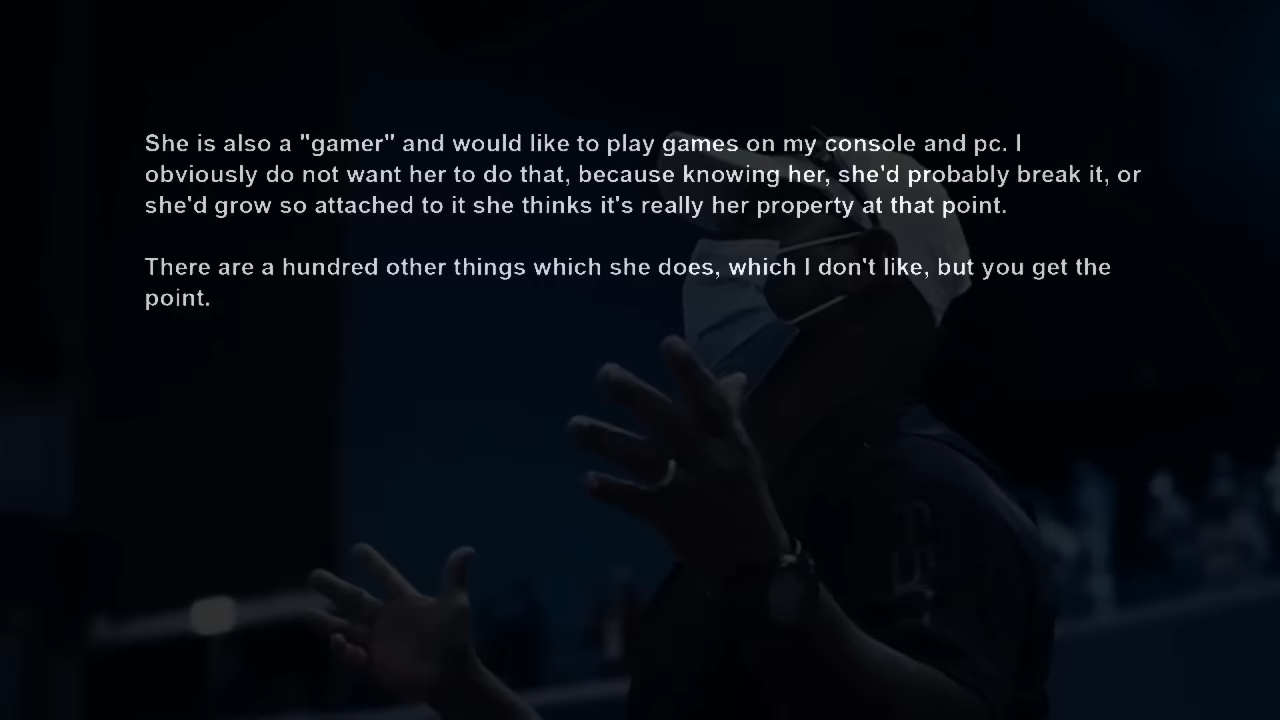 She is also a "gamer" and would like to play games on my console and pc. I
obviously do not want her to do that, because knowing her, she'd probably break it, or
she'd grow so attached to it she thinks it's really her property at that point.
There are a hundred other things which she does, which I don't like, but you get the
point.